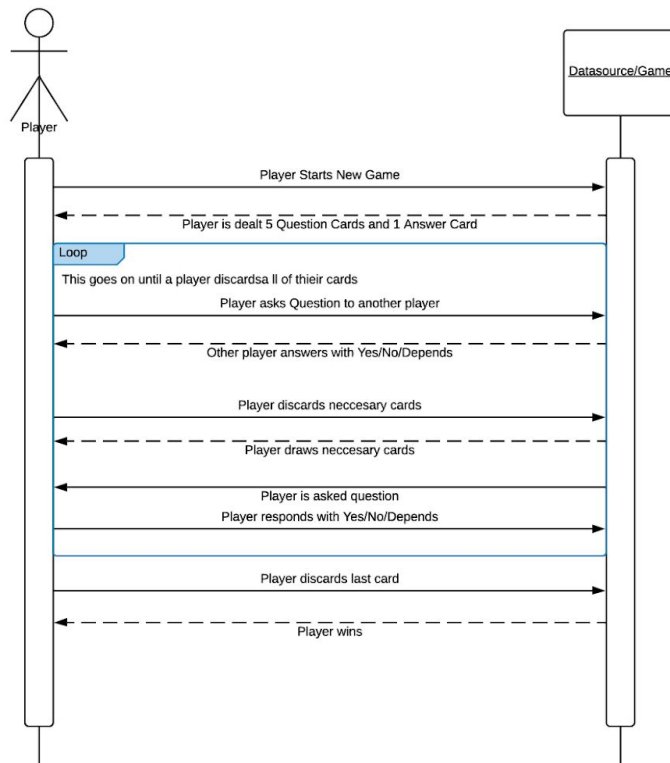 Player
Datasource/Game
Player Starts New Game
Player is dealt 5 Question Cards and 1 Answer Card
Loop
This goes on until a player discardsa ll of thieir cards
Player asks Question to another player
Other player answers with Yes/No/Depends
Player discards neccesary cards
Player draws neccesary cards
Player is asked question
Player responds with Yes/No/Depends
Player discards last card
Player wins